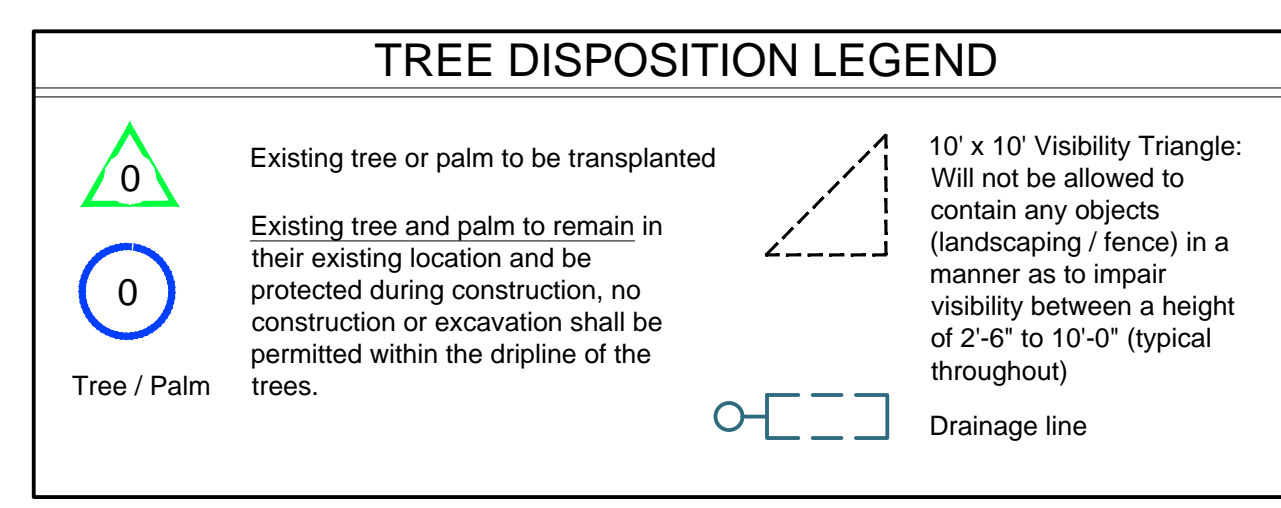 TREE DISPOSITION LEGEND
0
Existing tree or palm to be transplanted
0
Tree / Palm
Existing tree and palm to remain in
their existing location and be
protected during construction, no
construction or excavation shall be
permitted within the dripline of the
trees.
10' x 10' Visibility Triangle:
Will not be allowed to
contain any objects
(landscaping / fence) in a
manner as to impair
visibility between a height
of 2'-6" to 10'-0" (typical
throughout)
Drainage line